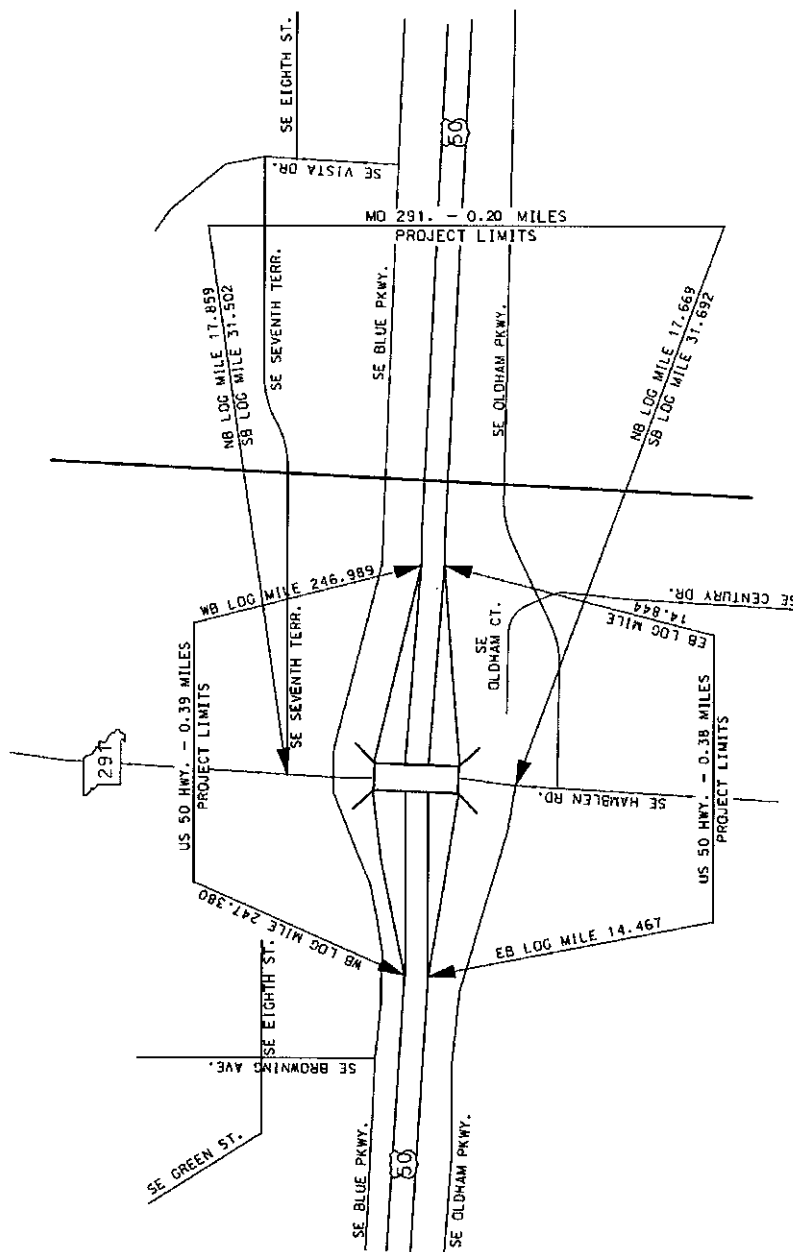 SE EIGHTH ST.
50
SE VISTA DR.
MO 291. - 0.20 MILES
PROJECT LIMITS
NB LOG MILE 17.859
SB LOG MILE 31.502
SE SEVENTH TERR.
SE BLUE PKWY.
SE OLDHAM PKWY.
NB LOG MILE 17.669
SB LOG MILE 31.692
WB LOG MILE 246.989
EB LOG MILE
14.844
SE CENTURY DR.
SE
OLDHAM CT.
SE SEVENTH TERR.
US 50 HWY. - 0.39 MILES
PROJECT LIMITS
291
US 50 HWY. - 0.38 MILES
PROJECT LIMITS
SE HAMBLEN RD.
WB LOG MILE 247.380
EB LOG MILE 14.467
SE EIGHTH ST.
SE BROWNING AVE.
SE GREEN ST.
SE BLUE PKWY.
50
SE OLDHAM PKWY.